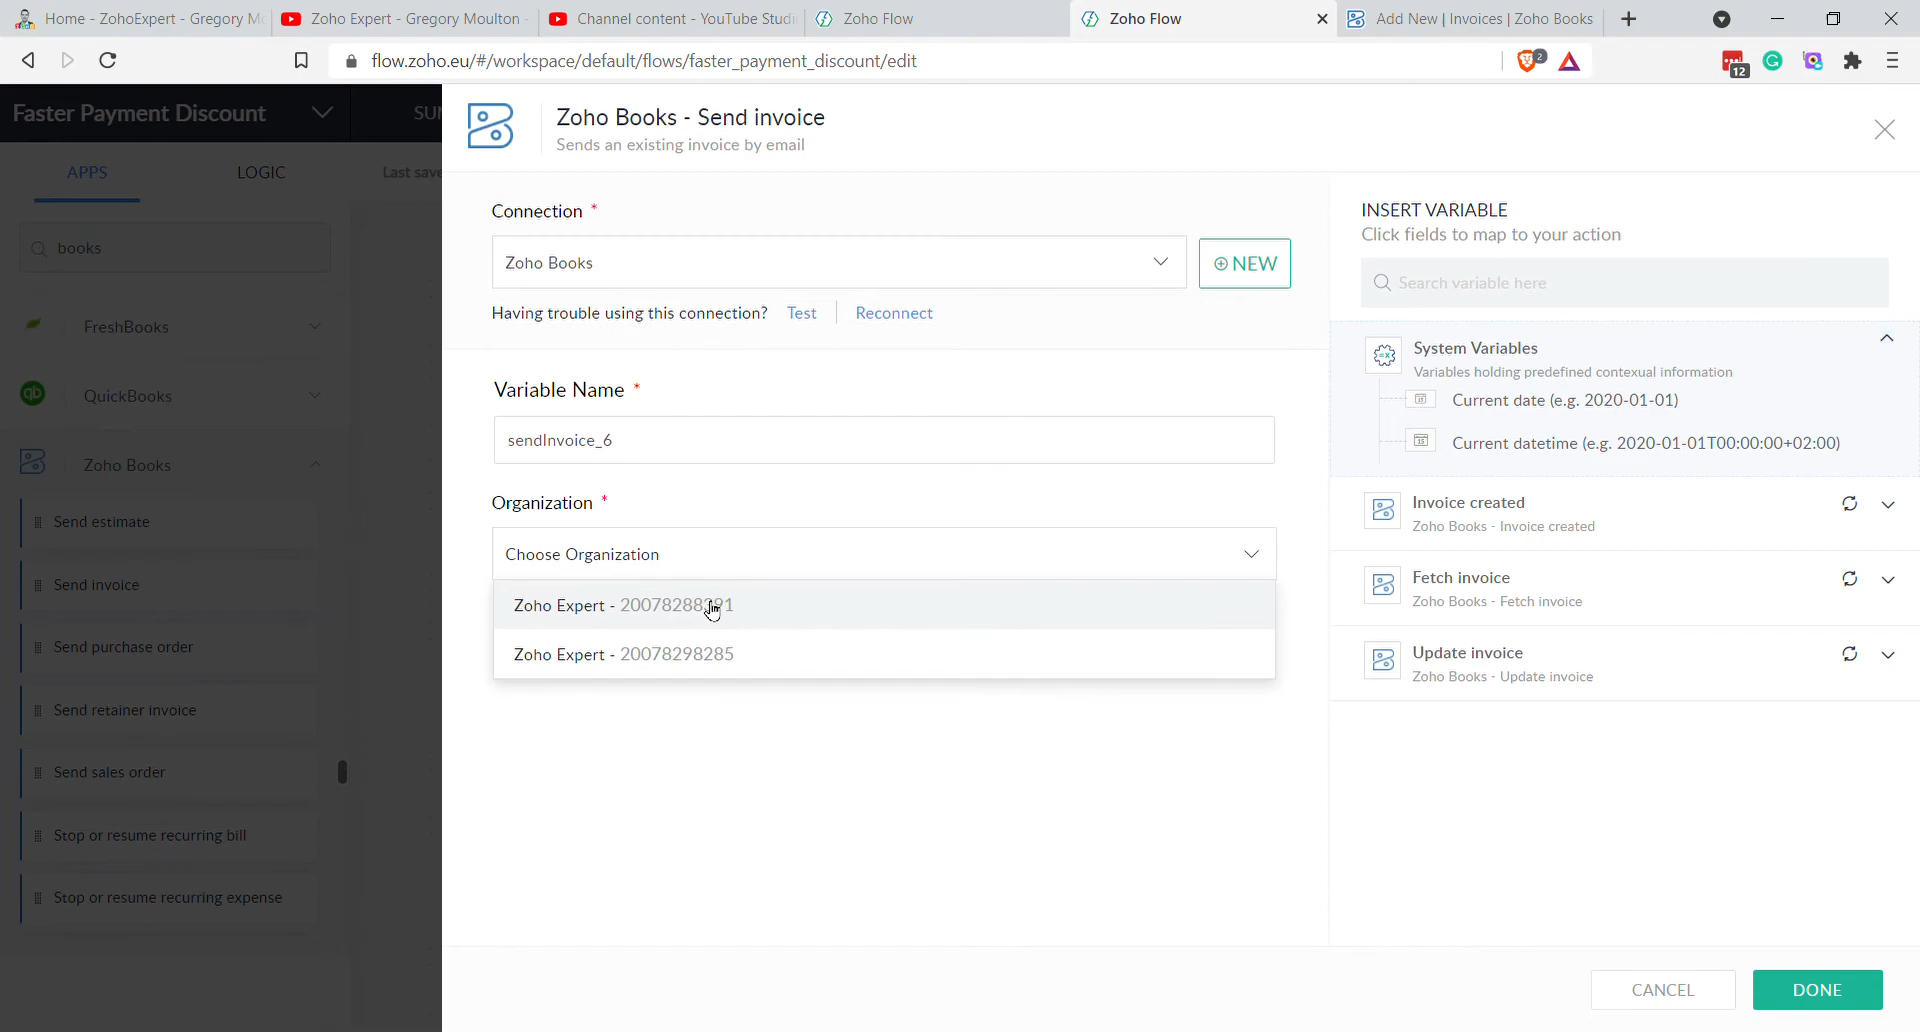 Home - ZohoExpert - Gregory Mo
Zoho Expert - Gregory Moulton -
Channel content - YouTube Studi
Zoho Flow
Zoho Flow
Add New | Invoices | Zoho Books
flow.zoho.eu/#/workspace/default/flows/faster_payment_discount/edit
2
12
Faster Payment Discount
SUM
APPS
LOGIC
Last save
books
FreshBooks
qb
QuickBooks
Zoho Books
Send estimate
Send invoice
Send purchase order
Send retainer invoice
Send sales order
Stop or resume recurring bill
Stop or resume recurring expense
Zoho Books - Send invoice
Sends an existing invoice by email
Connection *
Zoho Books
NEW
Having trouble using this connection? Test Reconnect
Variable Name *
sendInvoice_6
Organization *
Choose Organization
Zoho Expert - 20078288391
Zoho Expert - 20078298285
INSERT VARIABLE
Click fields to map to your action
Search variable here
System Variables
Variables holding predefined contexual information
Current date (e.g. 2020-01-01)
Current datetime (e.g. 2020-01-01T00:00:00+02:00)
Invoice created
Zoho Books - Invoice created
Fetch invoice
Zoho Books - Fetch invoice
Update invoice
Zoho Books - Update invoice
CANCEL
DONE